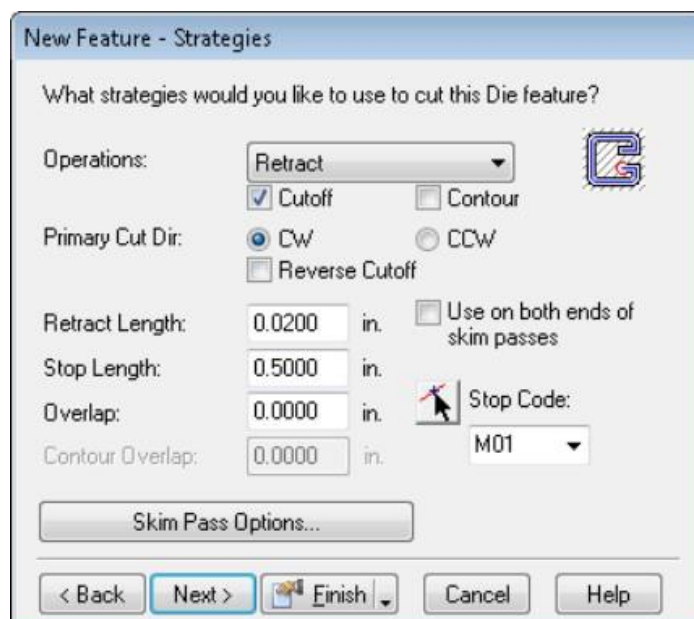 New Feature - Strategies
What strategies would you like to use to cut this Die feature?
Operations: Retract
Cutoff Contour
Primary Cut Dir: CW CCW
Reverse Cutoff
Retract Length: 0.0200 in. Use on both ends of
skim passes
Stop Length: 0.5000 in.
Overlap: 0.0000 in. Stop Code:
M01
Contour Overlap: 0.0000 in.
Skim Pass Options...
< Back Next > Finish Cancel Help